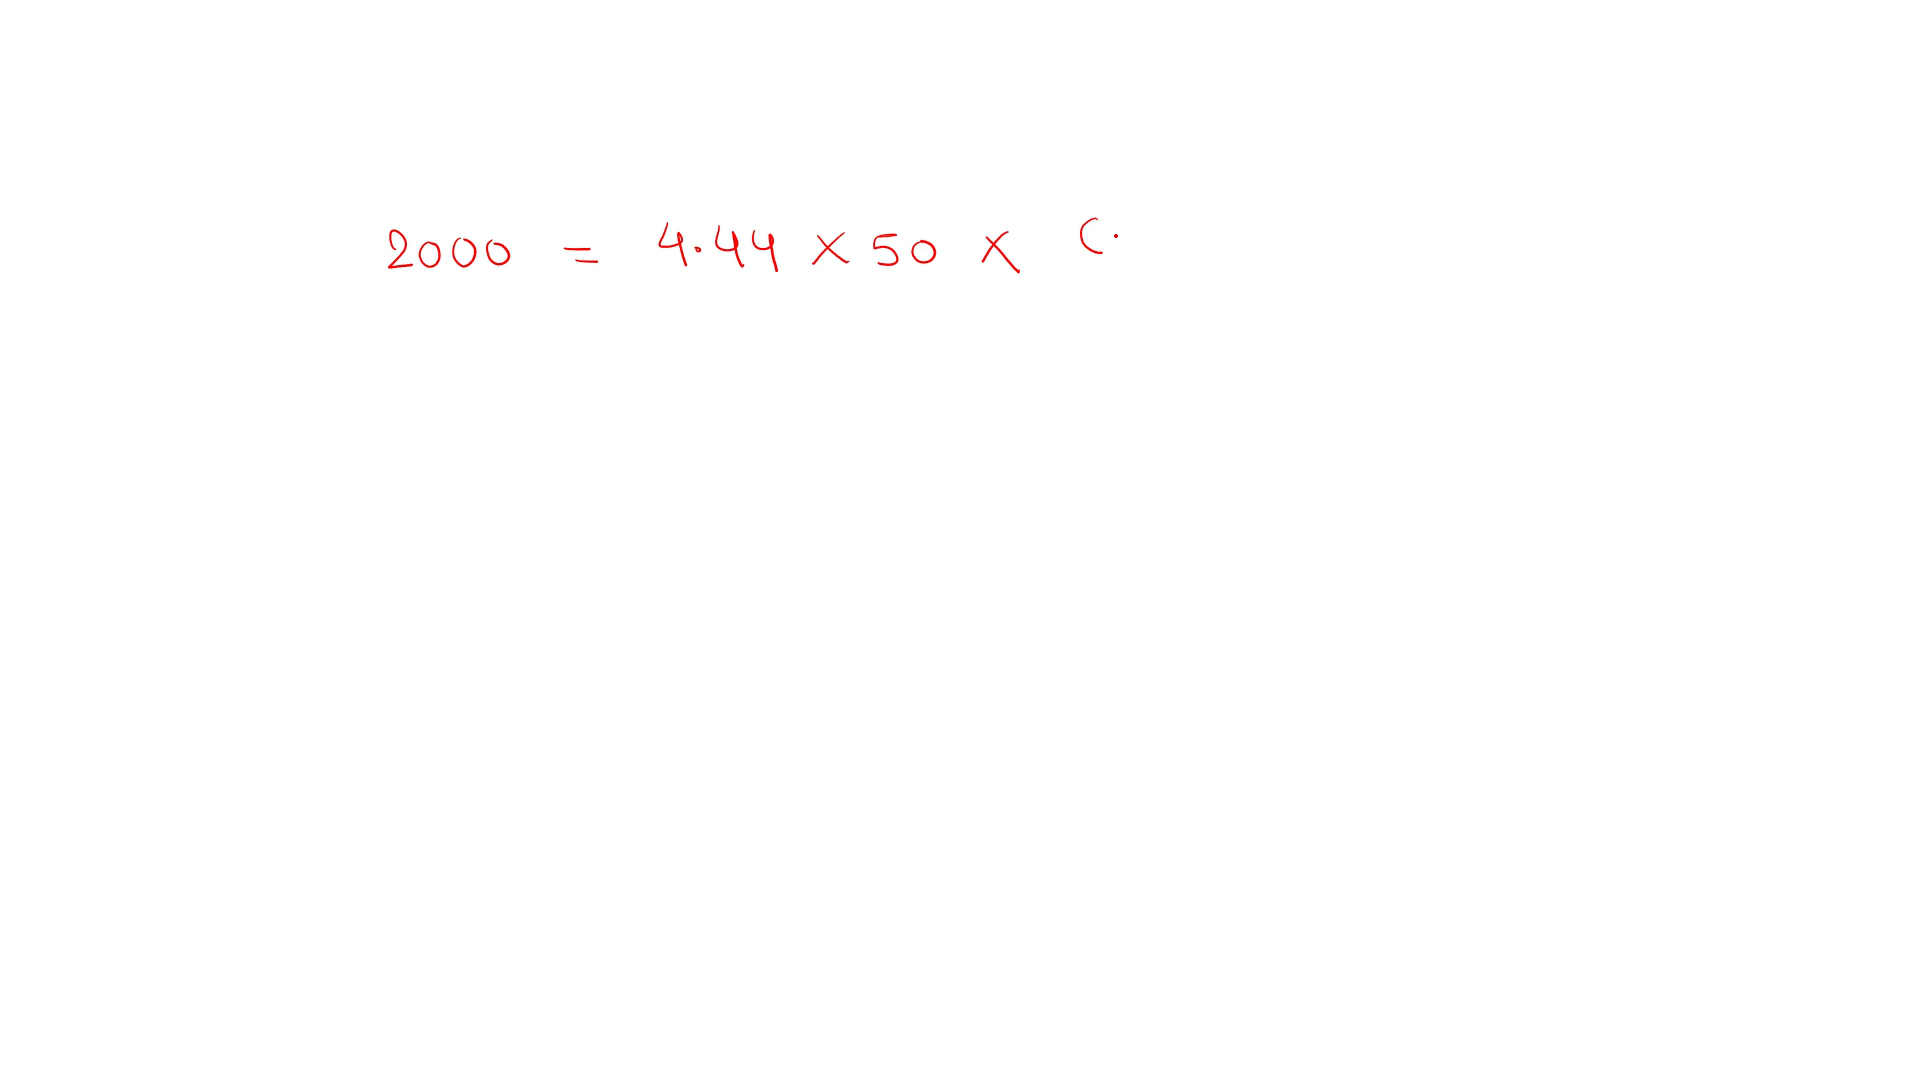 2000 = 4.44 × 50 × (.